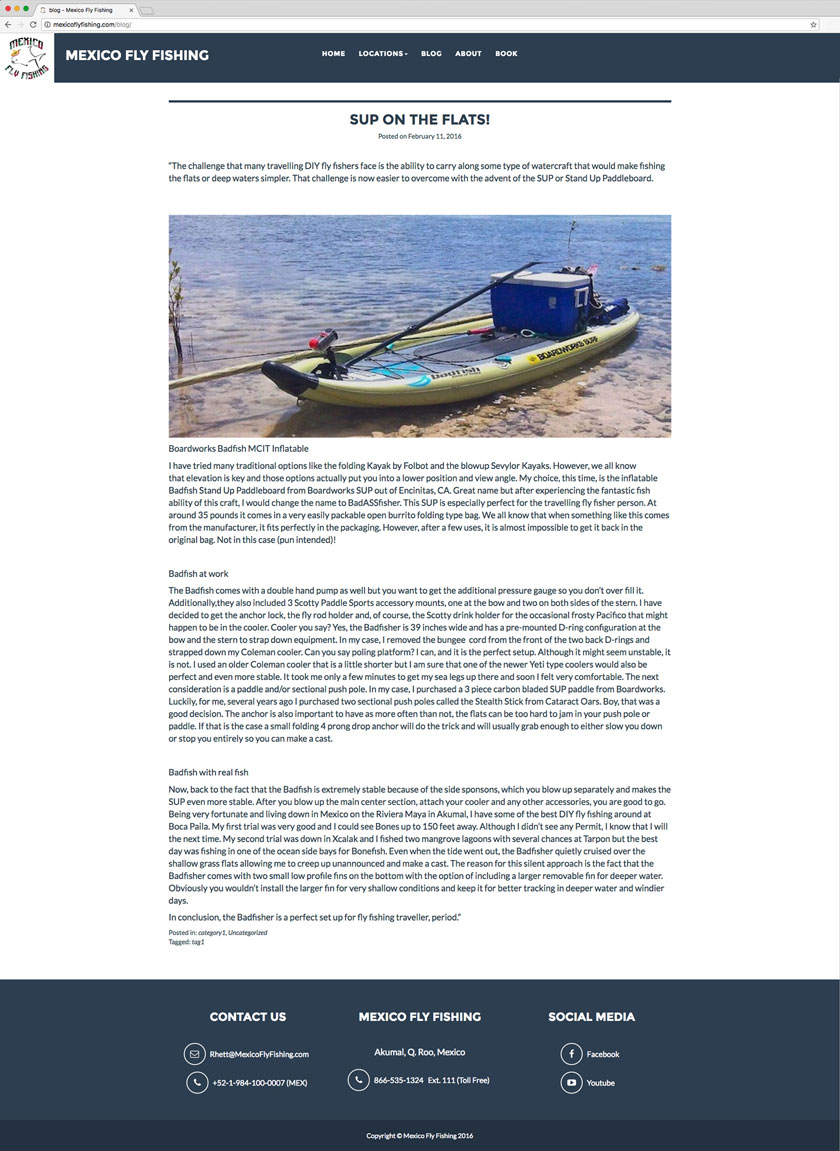 blog - Mexico Fly Fishing
mexicoflyfishing.com/blog/
MEXICO
FLY FISHING
MEXICO FLY FISHING
HOME LOCATIONS BLOG ABOUT BOOK
SUP ON THE FLATS!
Posted on February 11, 2016
“The challenge that many travelling DIY fly fishers face is the ability to carry along some type of watercraft that would make fishing
the flats or deep waters simpler. That challenge is now easier to overcome with the advent of the SUP or Stand Up Paddleboard.
badfish
BOARDWORKS SURF
Boardworks Badfish MCIT Inflatable
I have tried many traditional options like the folding Kayak by Folbot and the blowup Sevylor Kayaks. However, we all know
that elevation is key and those options actually put you into a lower position and view angle. My choice, this time, is the inflatable
Badfish Stand Up Paddleboard from Boardworks SUP out of Encinitas, CA. Great name but after experiencing the fantastic fish
ability of this craft, I would change the name to BadASSfisher. This SUP is especially perfect for the travelling fly fisher person. At
around 35 pounds it comes in a very easily packable open burrito folding type bag. We all know that when something like this comes
from the manufacturer, it fits perfectly in the packaging. However, after a few uses, it is almost impossible to get it back in the
original bag. Not in this case (pun intended)!
Badfish at work
The Badfish comes with a double hand pump as well but you want to get the additional pressure gauge so you don’t over fill it.
Additionally,they also included 3 Scotty Paddle Sports accessory mounts, one at the bow and two on both sides of the stern. I have
decided to get the anchor lock, the fly rod holder and, of course, the Scotty drink holder for the occasional frosty Pacifico that might
happen to be in the cooler. Cooler you say? Yes, the Badfisher is 39 inches wide and has a pre-mounted D-ring configuration at the
bow and the stern to strap down equipment. In my case, I removed the bungee cord from the front of the two back D-rings and
strapped down my Coleman cooler. Can you say poling platform? I can, and it is the perfect setup. Although it might seem unstable, it
is not. I used an older Coleman cooler that is a little shorter but I am sure that one of the newer Yeti type coolers would also be
perfect and even more stable. It took me only a few minutes to get my sea legs up there and soon I felt very comfortable. The next
consideration is a paddle and/or sectional push pole. In my case, I purchased a 3 piece carbon bladed SUP paddle from Boardworks.
Luckily, for me, several years ago I purchased two sectional push poles called the Stealth Stick from Cataract Oars. Boy, that was a
good decision. The anchor is also important to have as more often than not, the flats can be too hard to jam in your push pole or
paddle. If that is the case a small folding 4 prong drop anchor will do the trick and will usually grab enough to either slow you down
or stop you entirely so you can make a cast.
Badfish with real fish
Now, back to the fact that the Badfish is extremely stable because of the side sponsons, which you blow up separately and makes the
SUP even more stable. After you blow up the main center section, attach your cooler and any other accessories, you are good to go.
Being very fortunate and living down in Mexico on the Riviera Maya in Akumal, I have some of the best DIY fly fishing around at
Boca Paila. My first trial was very good and I could see Bones up to 150 feet away. Although I didn’t see any Permit, I know that I will
the next time. My second trial was down in Xcalak and I fished two mangrove lagoons with several chances at Tarpon but the best
day was fishing in one of the ocean side bays for Bonefish. Even when the tide went out, the Badfisher quietly cruised over the
shallow grass flats allowing me to creep up unannounced and make a cast. The reason for this silent approach is the fact that the
Badfisher comes with two small low profile fins on the bottom with the option of including a larger removable fin for deeper water.
Obviously you wouldn’t install the larger fin for very shallow conditions and keep it for better tracking in deeper water and windier
days.
In conclusion, the Badfisher is a perfect set up for fly fishing traveller, period.”
Posted in: category1, Uncategorized
Tagged: tag1
CONTACT US MEXICO FLY FISHING SOCIAL MEDIA
Rhett@MexicoFlyFishing.com Akumal, Q. Roo, Mexico Facebook
+52-1-984-100-0007 (MEX) 866-535-1324 Ext. 111 (Toll Free) Youtube
Copyright © Mexico Fly Fishing 2016